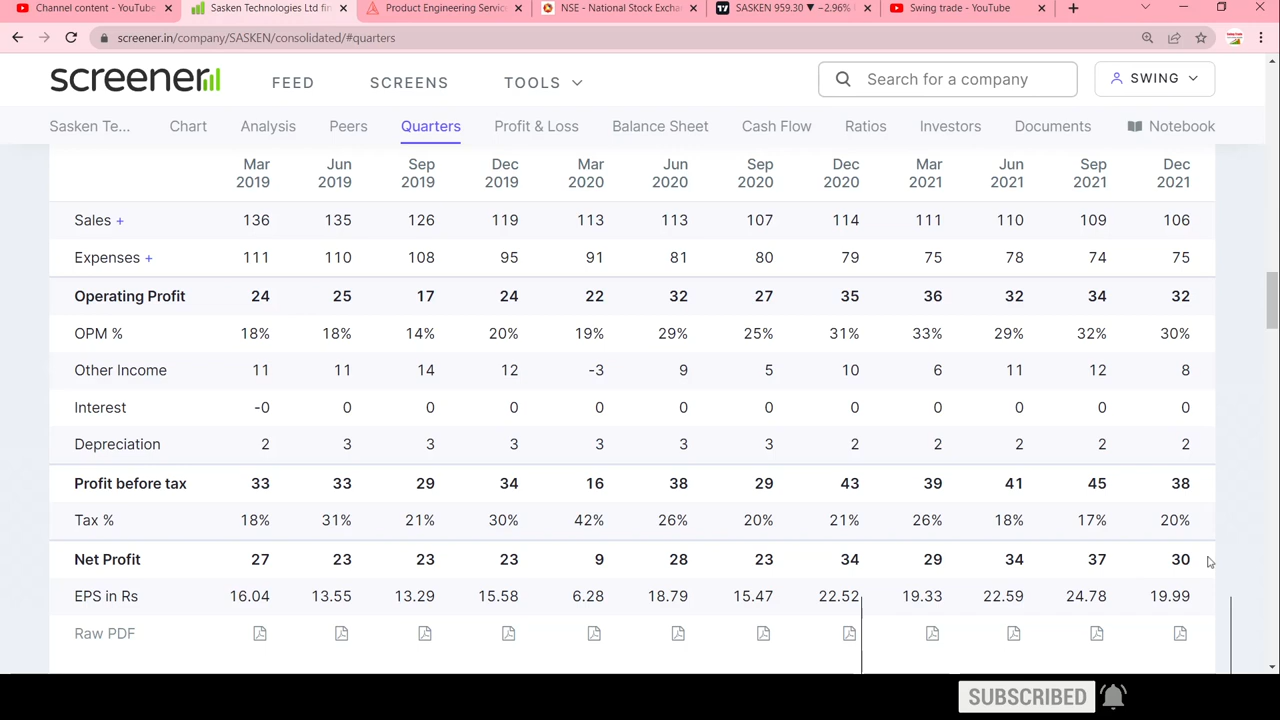 Channel content - YouTube
Sasken Technologies Ltd fin
Product Engineering Service
NSE - National Stock Exchan
SASKEN 959.30 ▼ −2.96%
Swing trade - YouTube
screener.in/company/SASKEN/consolidated/#quarters
screener
FEED
SCREENS
TOOLS
Search for a company
SWING
Sasken Te... Chart Analysis Peers Quarters Profit & Loss Balance Sheet Cash Flow Ratios Investors Documents Notebook
Mar Jun Sep Dec Mar Jun Sep Dec Mar Jun Sep Dec
2019 2019 2019 2019 2020 2020 2020 2020 2021 2021 2021 2021
Sales + 136 135 126 119 113 113 107 114 111 110 109 106
Expenses + 111 110 108 95 91 81 80 79 75 78 74 75
Operating Profit 24 25 17 24 22 32 27 35 36 32 34 32
OPM % 18% 18% 14% 20% 19% 29% 25% 31% 33% 29% 32% 30%
Other Income 11 11 14 12 -3 9 5 10 6 11 12 8
Interest -0 0 0 0 0 0 0 0 0 0 0 0
Depreciation 2 3 3 3 3 3 3 2 2 2 2 2
Profit before tax 33 33 29 34 16 38 29 43 39 41 45 38
Tax % 18% 31% 21% 30% 42% 26% 20% 21% 26% 18% 17% 20%
Net Profit 27 23 23 23 9 28 23 34 29 34 37 30
EPS in Rs 16.04 13.55 13.29 15.58 6.28 18.79 15.47 22.52 19.33 22.59 24.78 19.99
Raw PDF
SUBSCRIBED